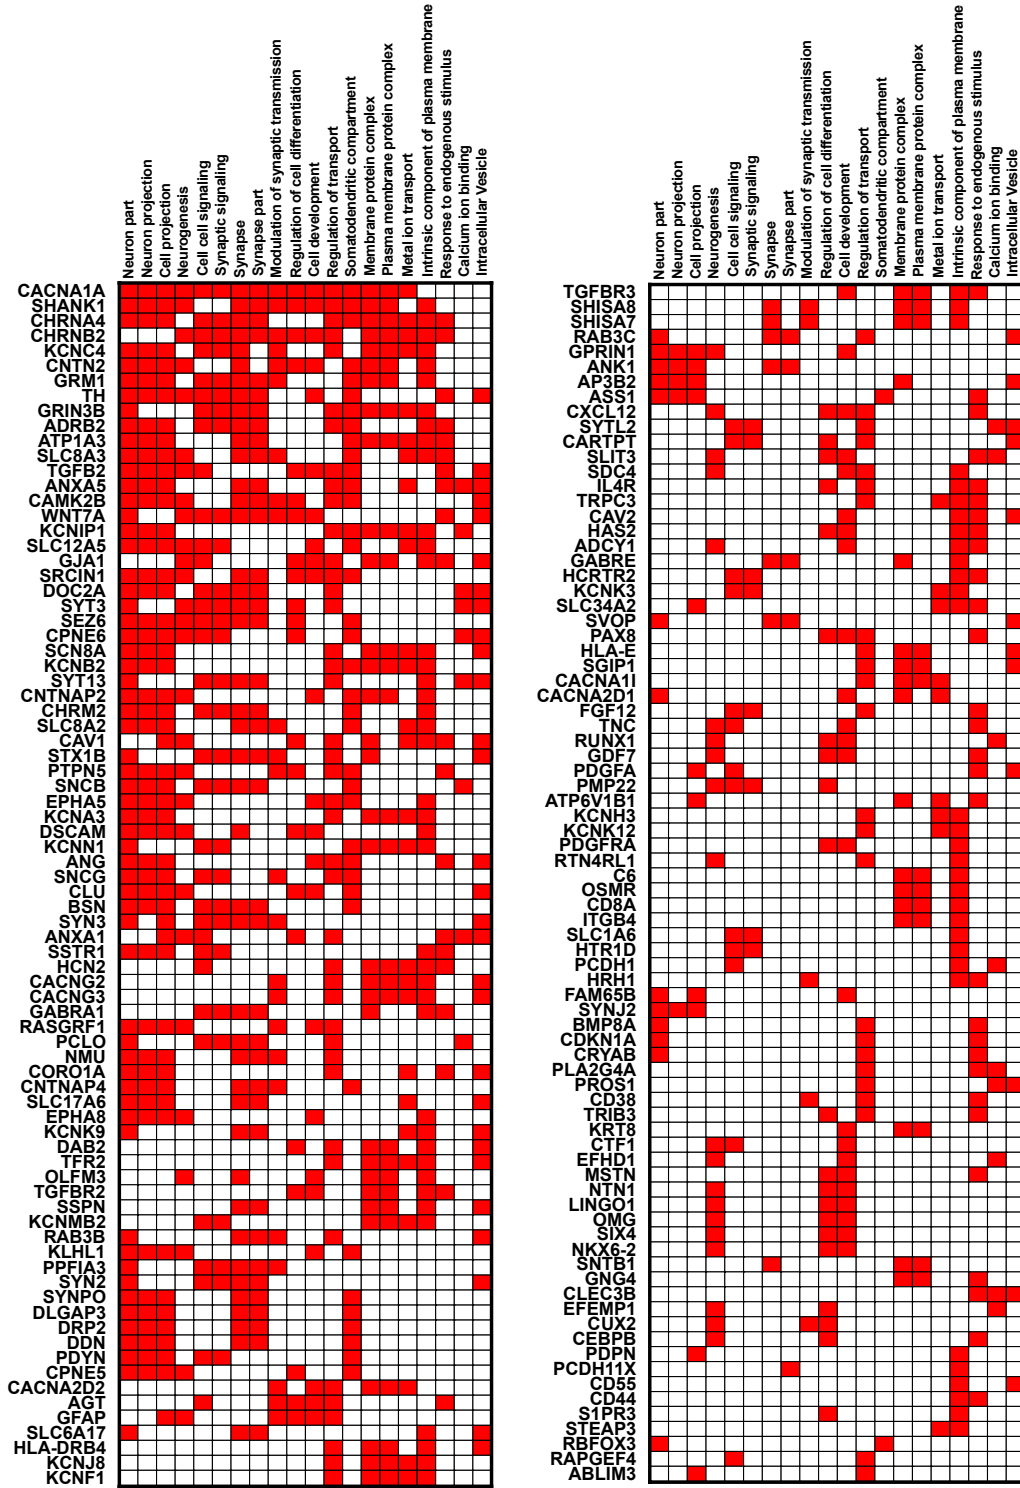 Neuron part
Neuron projection
Cell projection
Neurogenesis
Cell cell signaling
Synaptic signaling
Synapse
Synapse part
Modulation of synaptic transmission
Regulation of cell differentiation
Cell development
Regulation of transport
Somatodendritic compartment
Membrane protein complex
Plasma membrane protein complex
Metal ion transport
Intrinsic component of plasma membrane
Response to endogenous stimulus
Calcium ion binding
Intracellular Vesicle
CACNA1A
SHANK1
CHRNA4
CHRNB2
KCNC4
CNTN2
GRM1
TH
GRIN3B
ADRB2
ATP1A3
SLC8A3
TGFB2
ANXA5
CAMK2B
WNT7A
KCNIP1
SLC12A5
GJA1
SRCIN1
DOC2A
SYT3
SEZ6
CPNE6
SCN8A
KCNB2
SYT13
CNTNAP2
CHRM2
SLC8A2
CAV1
STX1B
PTPN5
SNCB
EPHA5
KCNA3
DSCAM
KCNN1
ANG
SNCG
CLU
BSN
SYN3
ANXA1
SSTR1
HCN2
CACNG2
CACNG3
GABRA1
RASGRF1
PCLO
NMU
CORO1A
CNTNAP4
SLC17A6
EPHA8
KCNK9
DAB2
TFR2
OLFM3
TGFBR2
SSPN
KCNMB2
RAB3B
KLHL1
PPFIA3
SYN2
SYNPO
DLGAP3
DRP2
DDN
PDYN
CPNE5
CACNA2D2
AGT
GFAP
SLC6A17
HLA-DRB4
KCNJ8
KCNF1
Neuron part
Neuron projection
Cell projection
Neurogenesis
Cell cell signaling
Synaptic signaling
Synapse
Synapse part
Modulation of synaptic transmission
Regulation of cell differentiation
Cell development
Regulation of transport
Somatodendritic compartment
Membrane protein complex
Plasma membrane protein complex
Metal ion transport
Intrinsic component of plasma membrane
Response to endogenous stimulus
Calcium ion binding
Intracellular Vesicle
TGFBR3
SHISA8
SHISA7
RAB3C
GPRIN1
ANK1
AP3B2
ASS1
CXCL12
SYTL2
CARTPT
SLIT3
SDC4
IL4R
TRPC3
CAV2
HAS2
ADCY1
GABRE
HCRTR2
KCNK3
SLC34A2
SVOP
PAX8
HLA-E
SGIP1
CACNA1I
CACNA2D1
FGF12
TNC
RUNX1
GDF7
PDGFA
PMP22
ATP6V1B1
KCNH3
KCNK12
PDGFRA
RTN4RL1
C6
OSMR
CD8A
ITGB4
SLC1A6
HTR1D
PCDH1
HRH1
FAM65B
SYNJ2
BMP8A
CDKN1A
CRYAB
PLA2G4A
PROS1
CD38
TRIB3
KRT8
CTF1
EFHD1
MSTN
NTN1
LINGO1
OMG
SIX4
NKX6-2
SNTB1
GNG4
CLEC3B
EFEMP1
CUX2
CEBPB
PDPN
PCDH11X
CD55
CD44
S1PR3
STEAP3
RBFOX3
RAPGEF4
ABLIM3